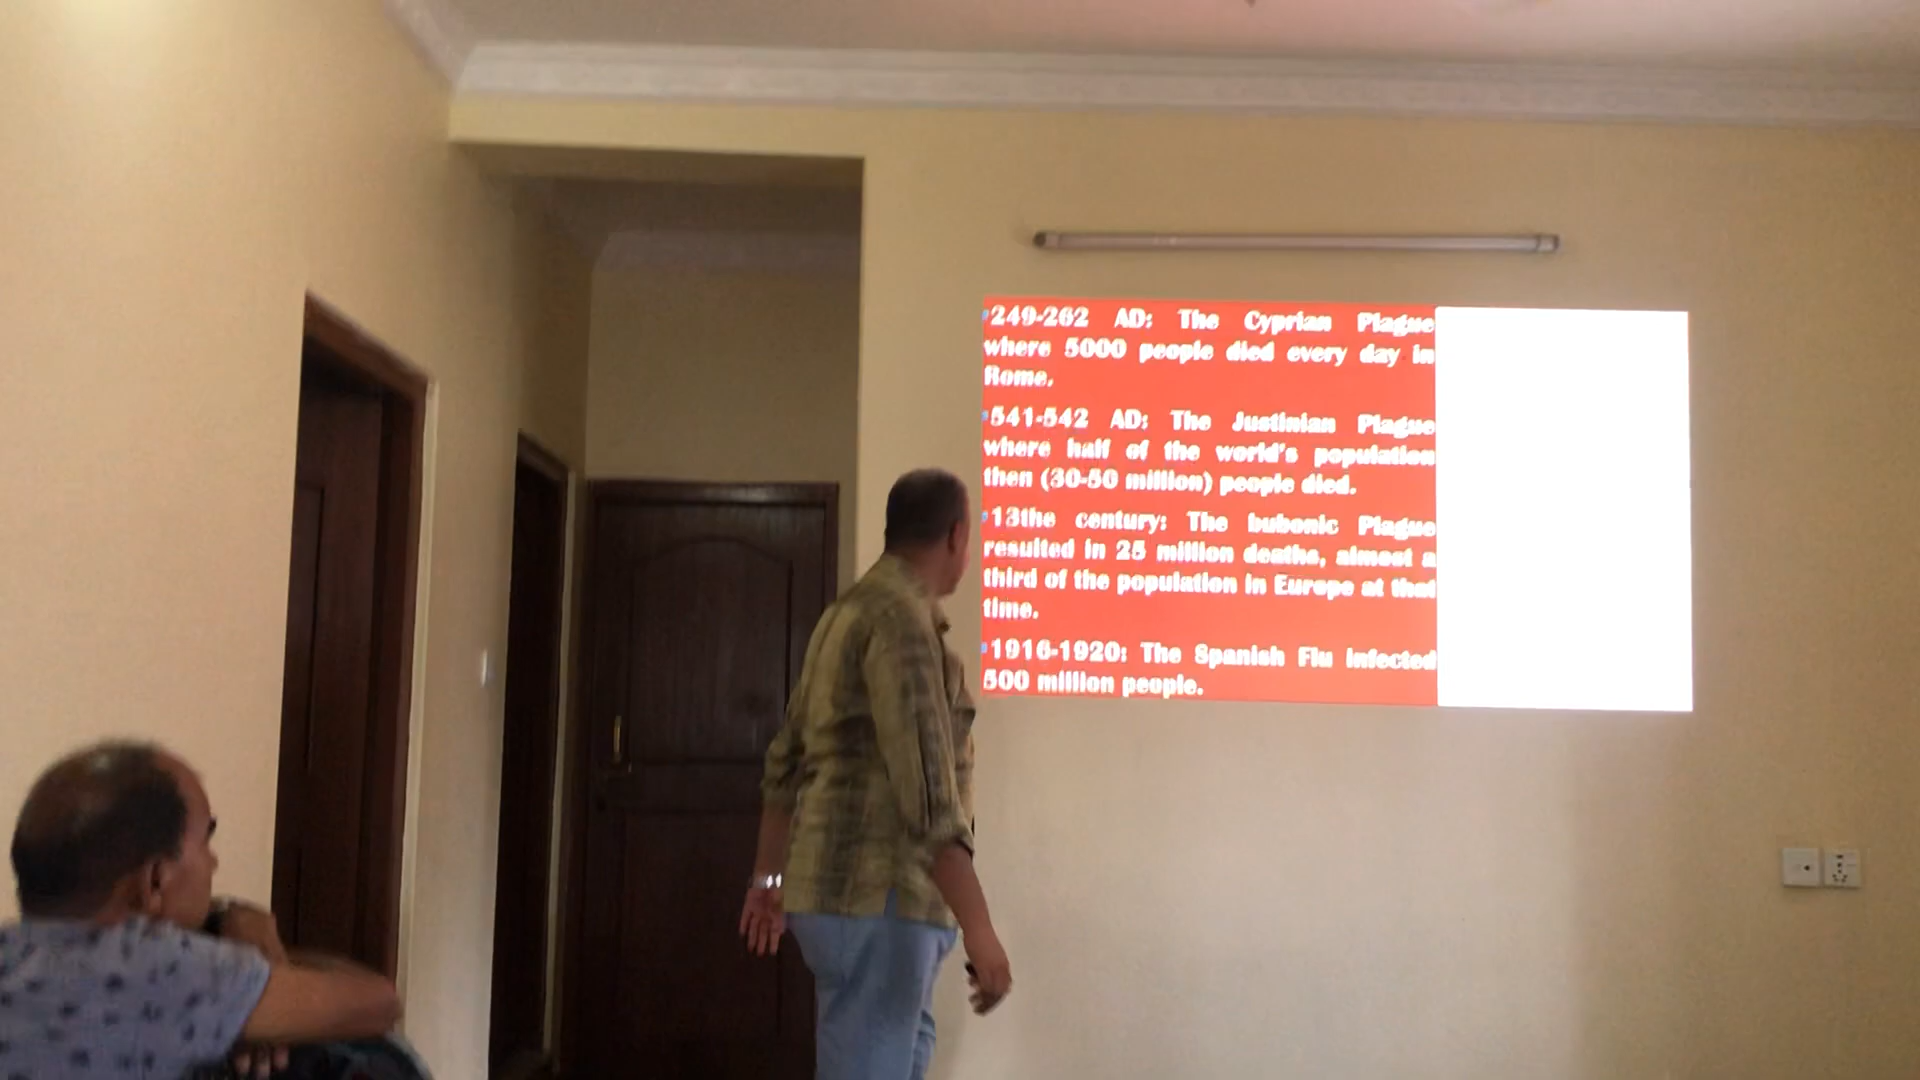 249-262 AD: The Cyprian Plague
where 5000 people died every day in
Rome.
541-542 AD: The Justinian Plague
where half of the world's population
then (30-50 million) people died.
13the century: The bubonic Plague
resulted in 25 million deaths, almost a
third of the population in Europe at that
time.
1916-1920: The Spanish Flu infected
500 million people.